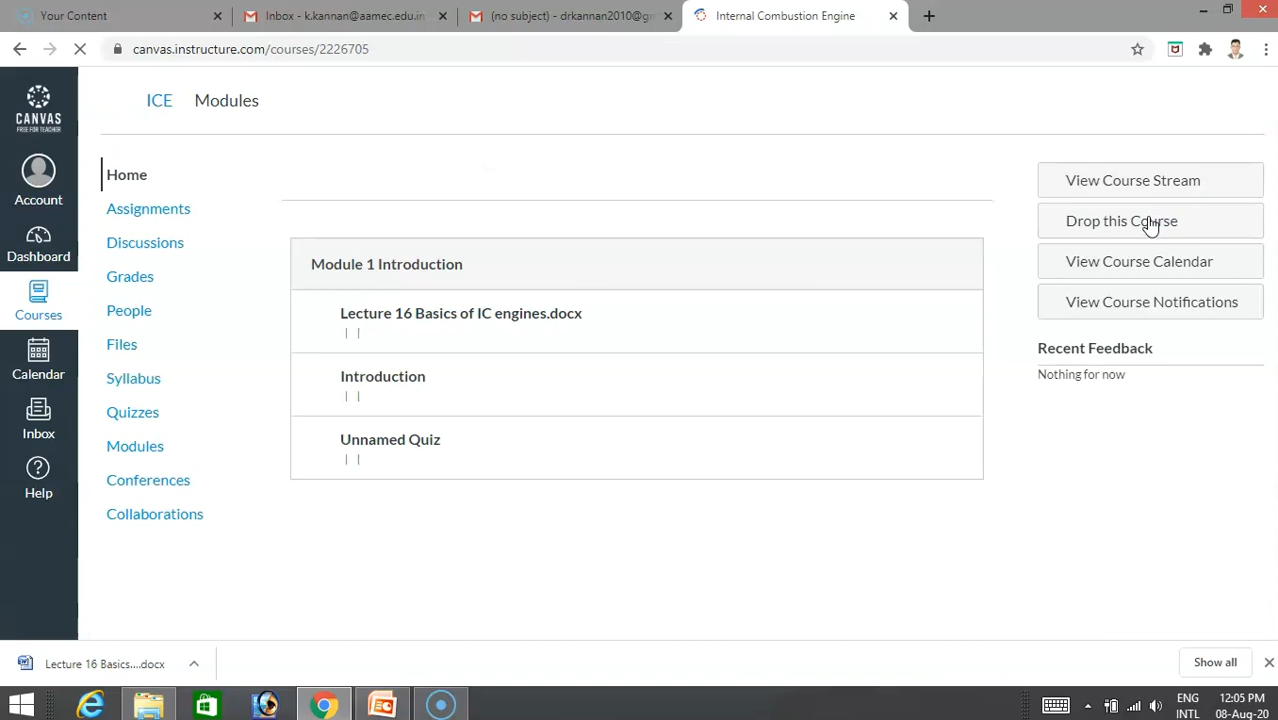 Your Content
Inbox - k.kannan@aamec.edu.in
(no subject) - drkannan2010@gm
Internal Combustion Engine
canvas.instructure.com/courses/2226705
CANVAS
FREE FOR TEACHER
Account
Dashboard
Courses
Calendar
Inbox
Help
ICE Modules
Home
Assignments
Discussions
Grades
People
Files
Syllabus
Quizzes
Modules
Conferences
Collaborations
Module 1 Introduction
Lecture 16 Basics of IC engines.docx
| |
Introduction
| |
Unnamed Quiz
| |
View Course Stream
Drop this Course
View Course Calendar
View Course Notifications
Recent Feedback
Nothing for now
Lecture 16 Basics....docx
Show all
ENG
INTL
12:05 PM
08-Aug-20